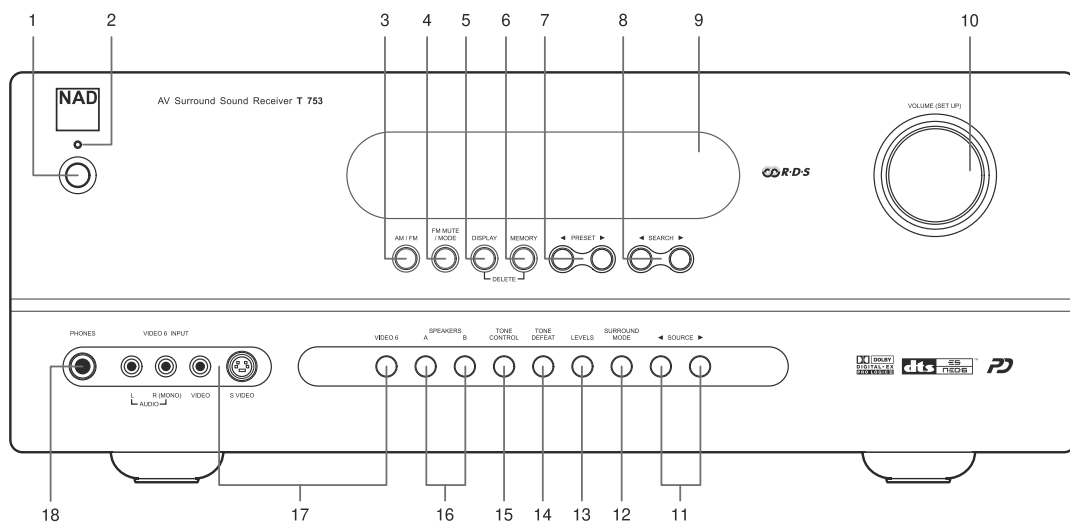 1 2 3 4 5 6 7 8 9 10
NAD
AV Surround Sound Receiver T 753
VOLUME (SET UP)
R·D·S
AM / FM
FM MUTE
/ MODE
DISPLAY
MEMORY
◄ PRESET ►
◄ SEARCH ►
DELETE
PHONES
VIDEO 6 INPUT
VIDEO 6
SPEAKERS
A B
TONE
CONTROL
TONE
DEFEAT
LEVELS
SURROUND
MODE
◄ SOURCE ►
DOLBY
DIGITAL·EX
PRO LOGIC II
dts ES
NEO:6
™
L R (MONO) VIDEO S VIDEO
AUDIO
18 17 16 15 14 13 12 11